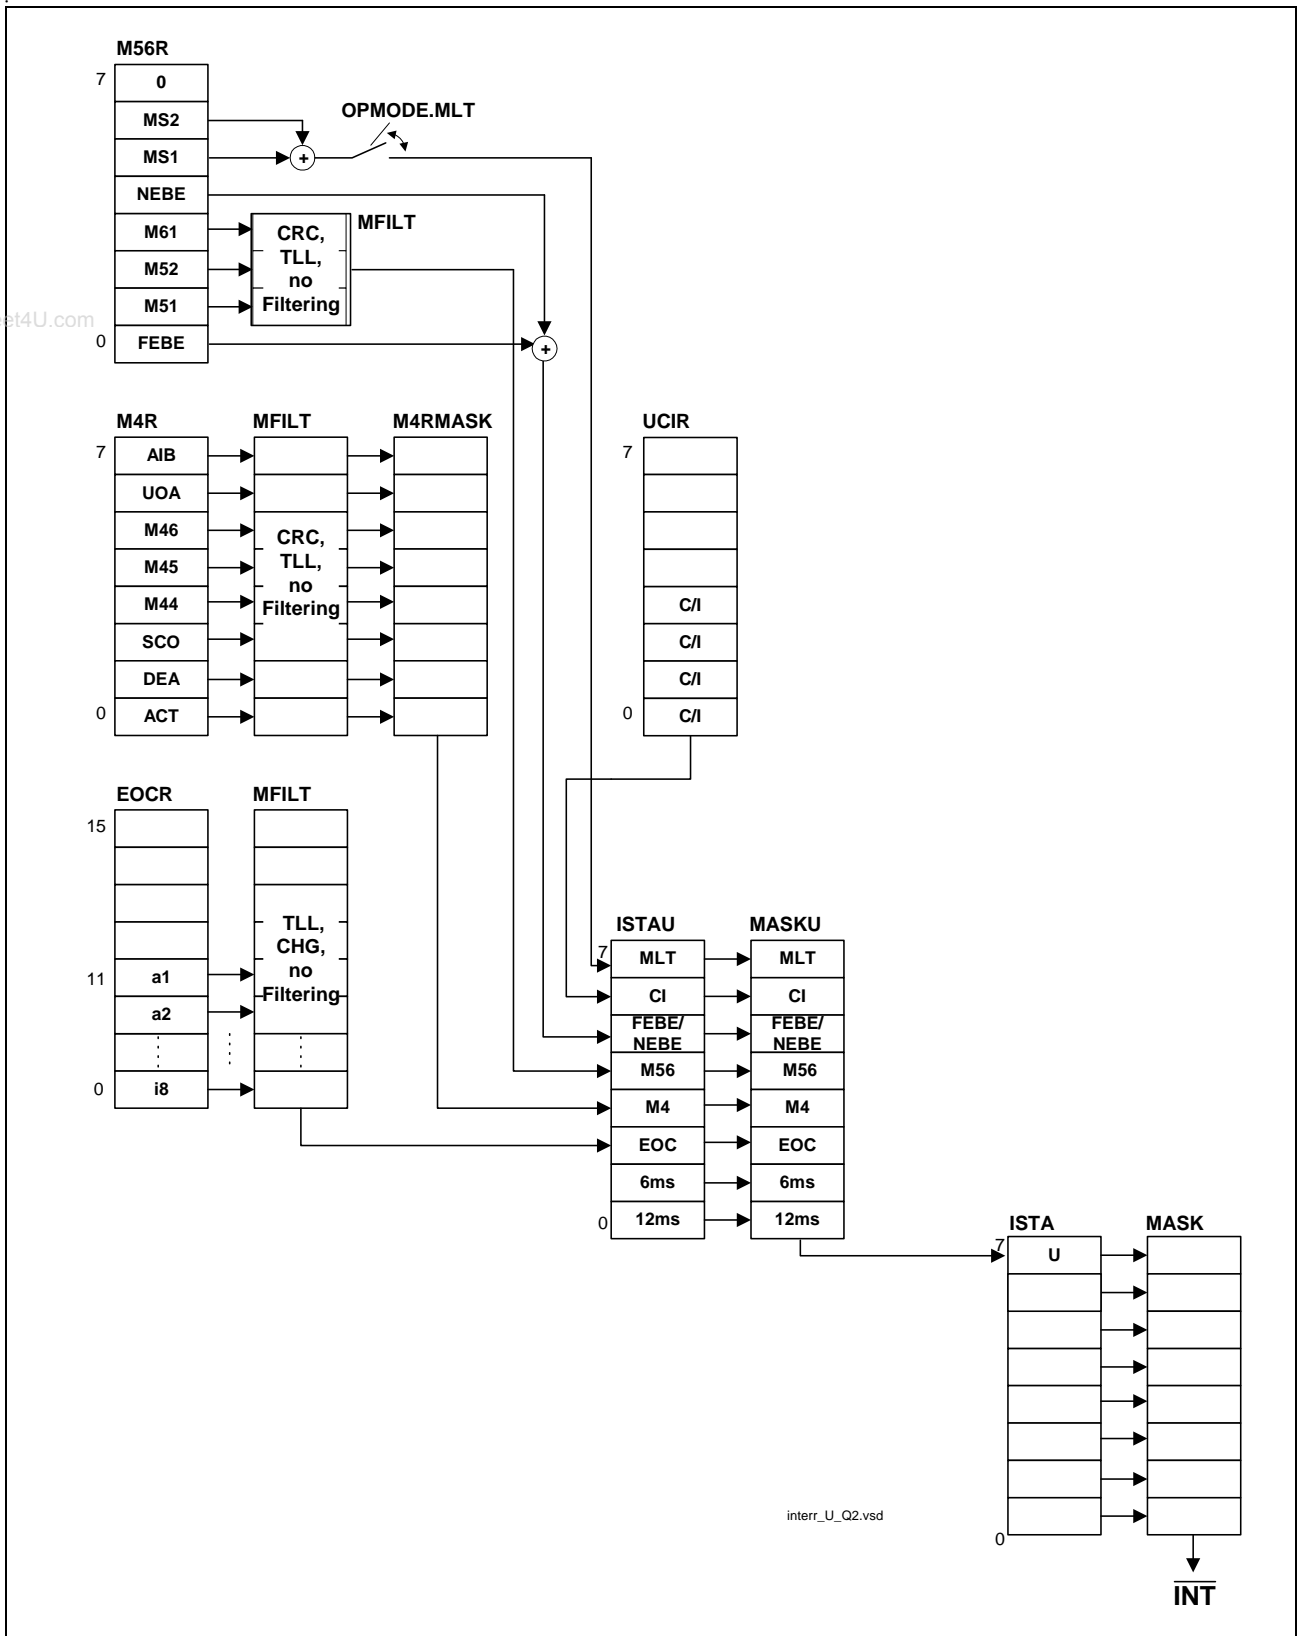 M56R
7
0
MS2
MS1
NEBE
M61
M52
M51
FEBE
0
OPMODE.MLT
+
MFILT
CRC,
TLL,
no
Filtering
+
et4U.com
M4R
7
AIB
UOA
M46
M45
M44
SCO
DEA
ACT
0
MFILT
CRC,
TLL,
no
Filtering
M4RMASK
UCIR
7
C/I
C/I
C/I
C/I
0
EOCR
15
11
a1
a2
i8
0
MFILT
TLL,
CHG,
no
Filtering
ISTAU
7
MLT
CI
FEBE/
NEBE
M56
M4
EOC
6ms
12ms
0
MASKU
MLT
CI
FEBE/
NEBE
M56
M4
EOC
6ms
12ms
ISTA
7
U
0
MASK
interr_U_Q2.vsd
INT